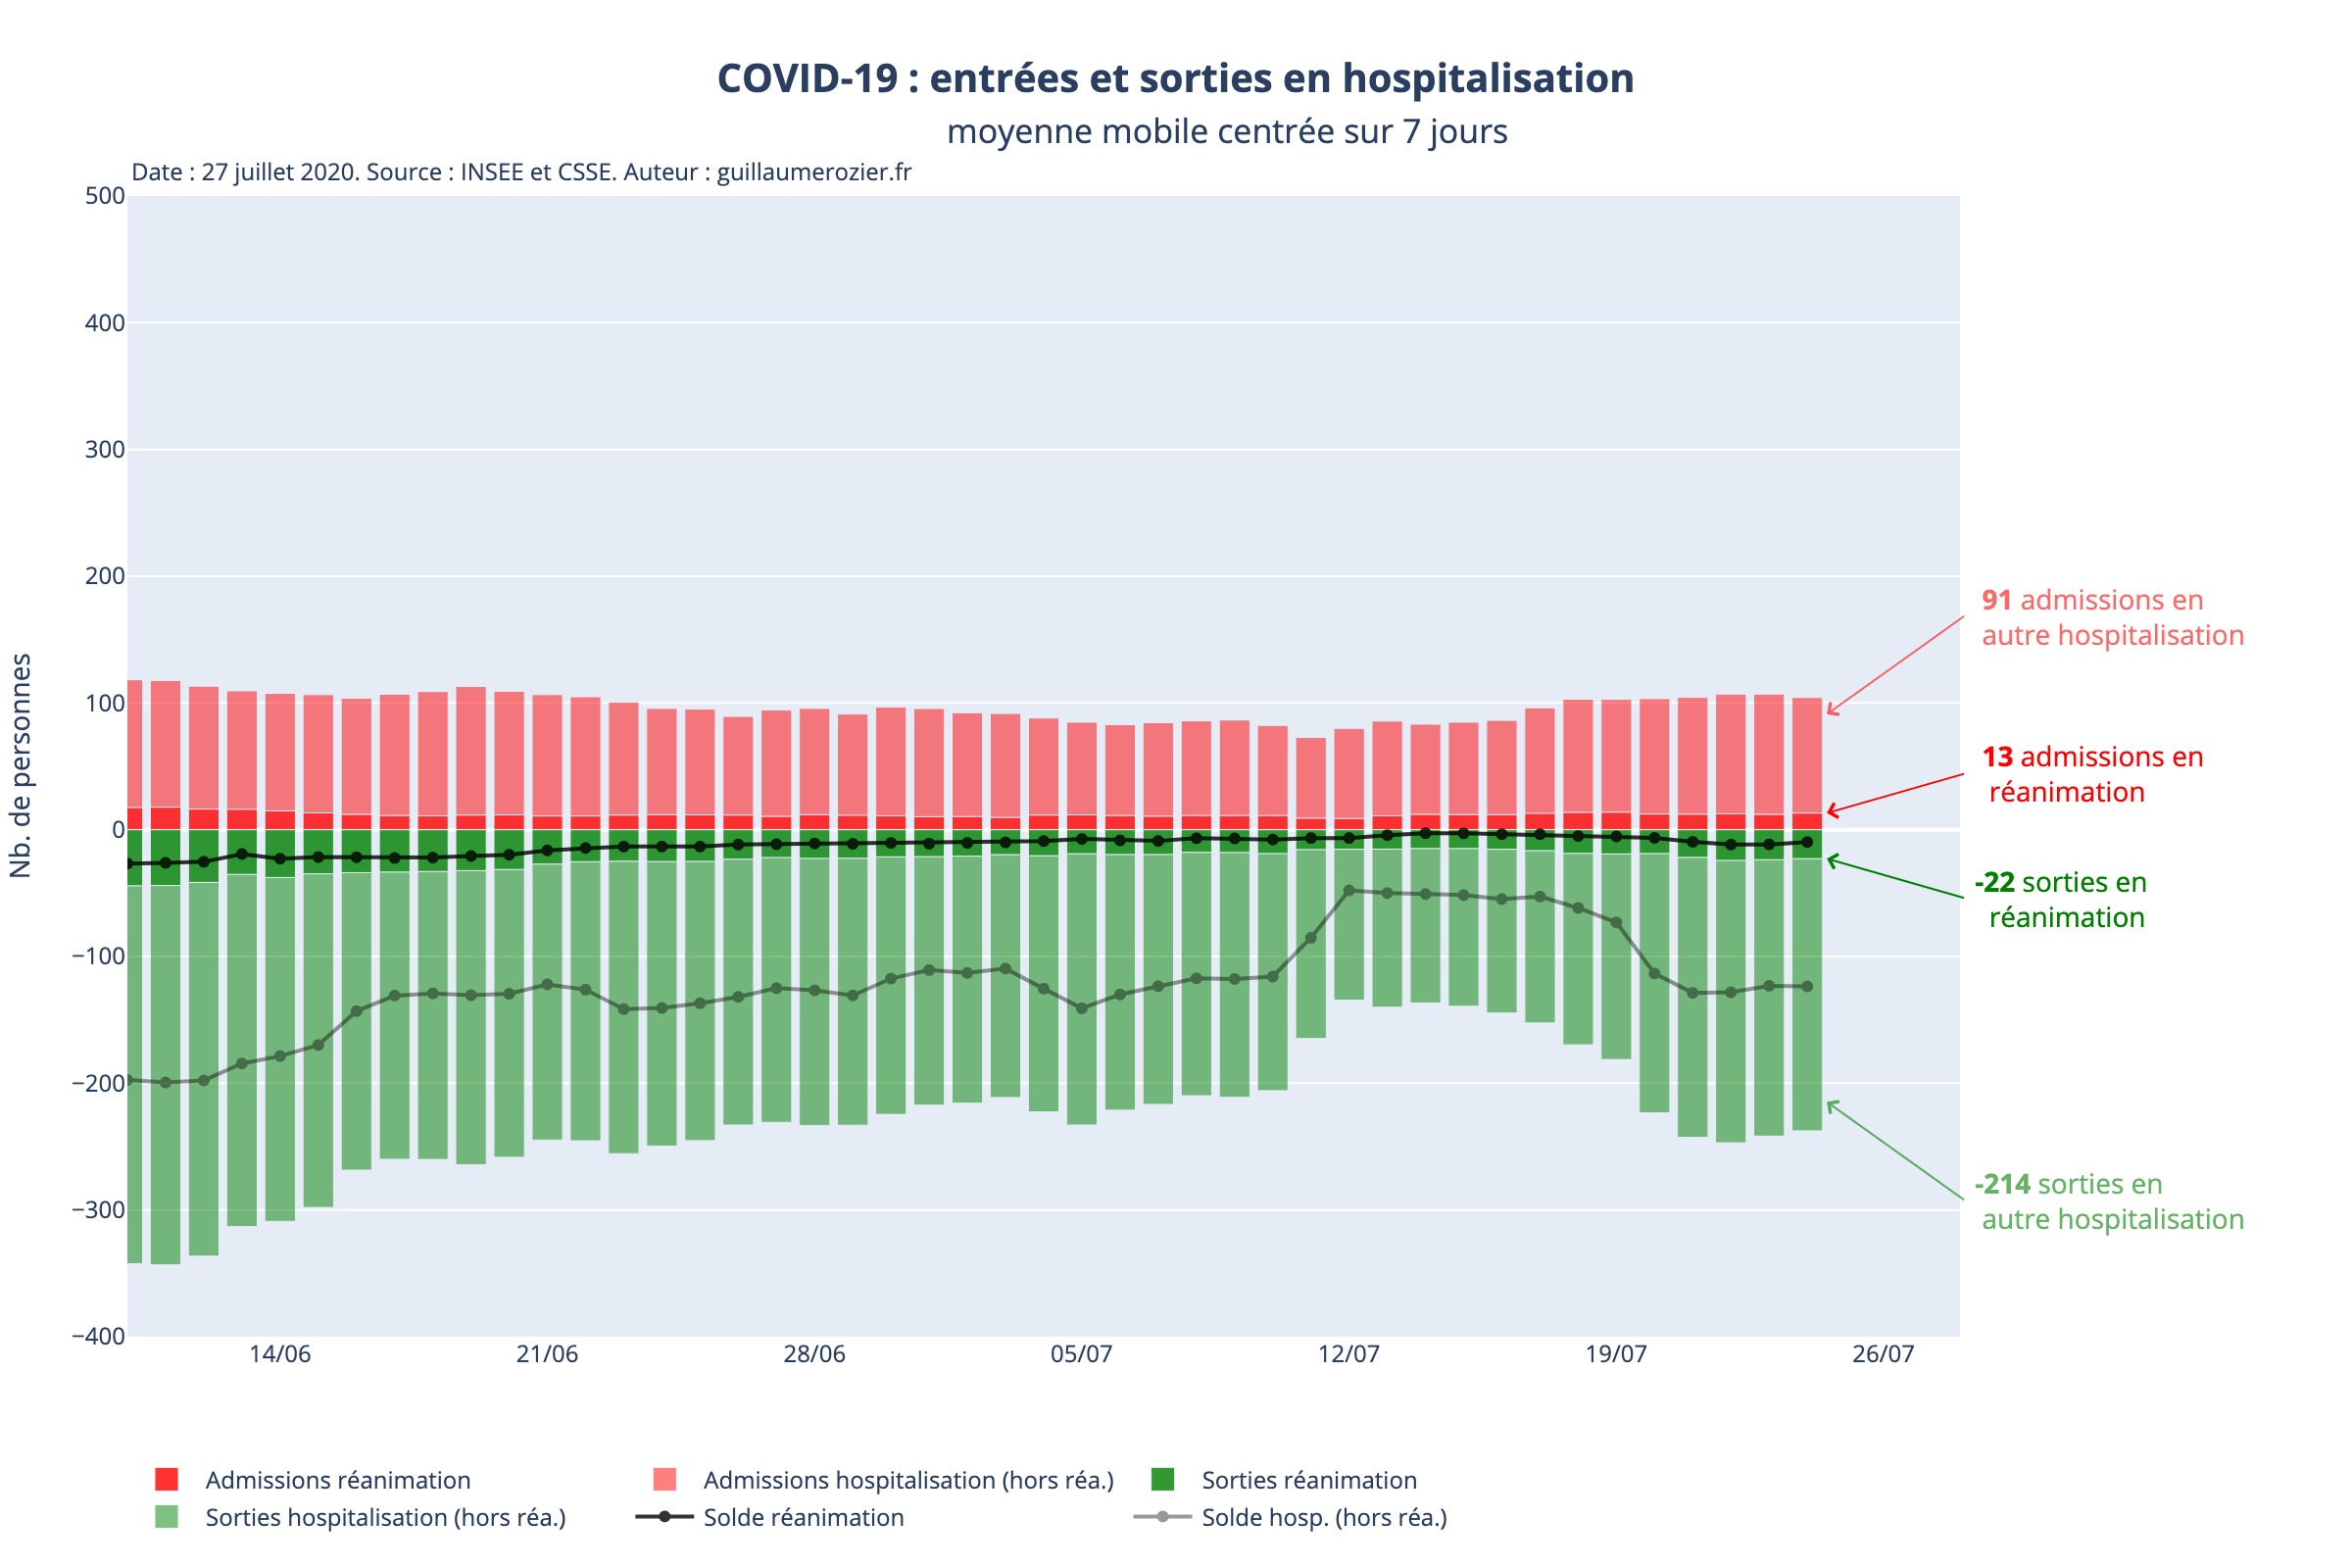 COVID-19 : entrées et sorties en hospitalisation
moyenne mobile centrée sur 7 jours
Date : 27 juillet 2020. Source : INSEE et CSSE. Auteur : guillaumerozier.fr
Nb. de personnes
500
400
300
200
100
0
−100
−200
−300
−400
14/06
21/06
28/06
05/07
12/07
19/07
26/07
91 admissions en
autre hospitalisation
13 admissions en
réanimation
-22 sorties en
réanimation
-214 sorties en
autre hospitalisation
Admissions réanimation
Admissions hospitalisation (hors réa.)
Sorties réanimation
Sorties hospitalisation (hors réa.)
Solde réanimation
Solde hosp. (hors réa.)